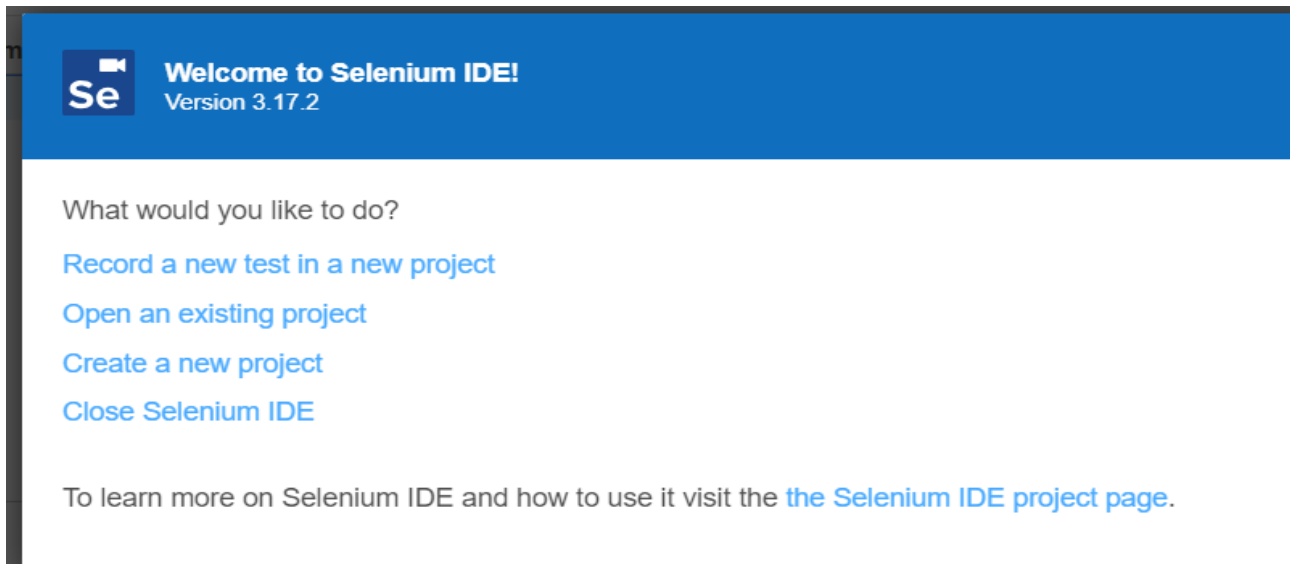 m
Se
Welcome to Selenium IDE!
Version 3.17.2
What would you like to do?
Record a new test in a new project
Open an existing project
Create a new project
Close Selenium IDE
To learn more on Selenium IDE and how to use it visit the the Selenium IDE project page.